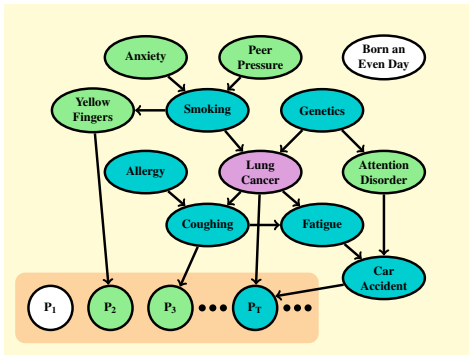 Anxiety
Peer
Pressure
Born an
Even Day
Yellow
Fingers
Smoking
Genetics
Allergy
Lung
Cancer
Attention
Disorder
Coughing
Fatigue
Car
Accident
P1
P2
P3
PT